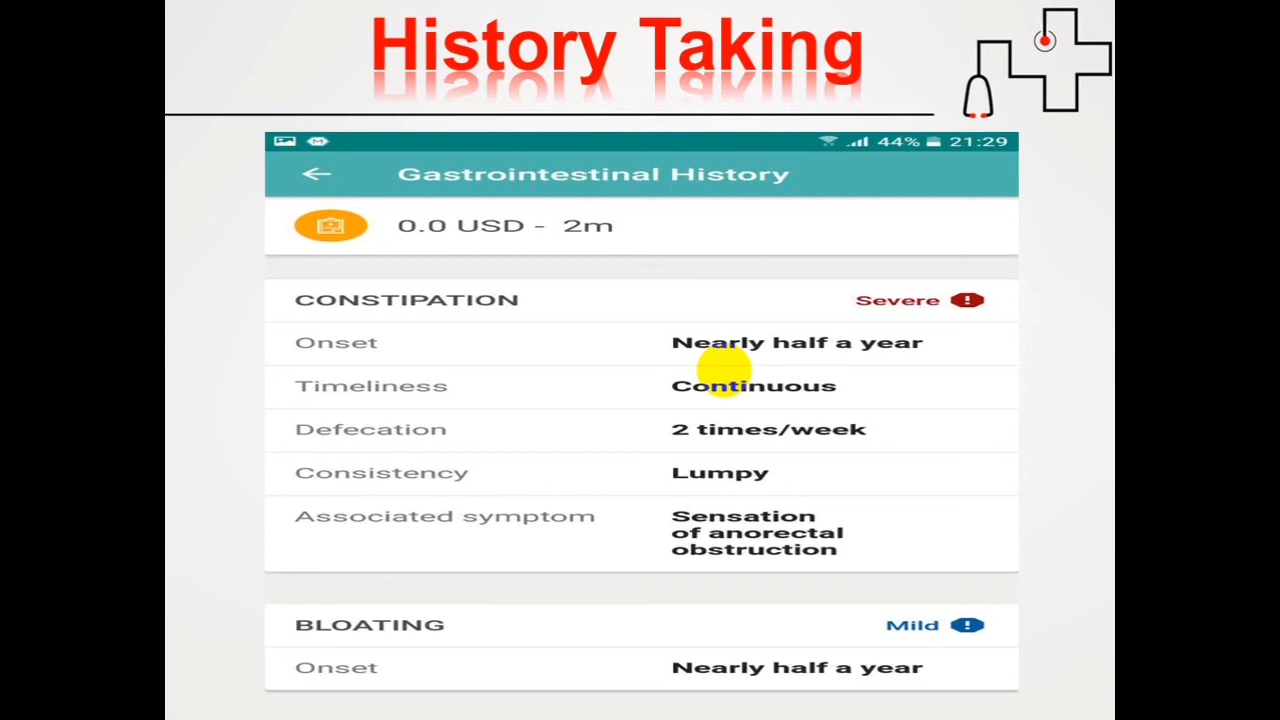 History Taking
44% 21:29
Gastrointestinal History
0.0 USD - 2m
CONSTIPATION Severe
Onset Nearly half a year
Timeliness Continuous
Defecation 2 times/week
Consistency Lumpy
Associated symptom Sensation
of anorectal
obstruction
BLOATING Mild
Onset Nearly half a year